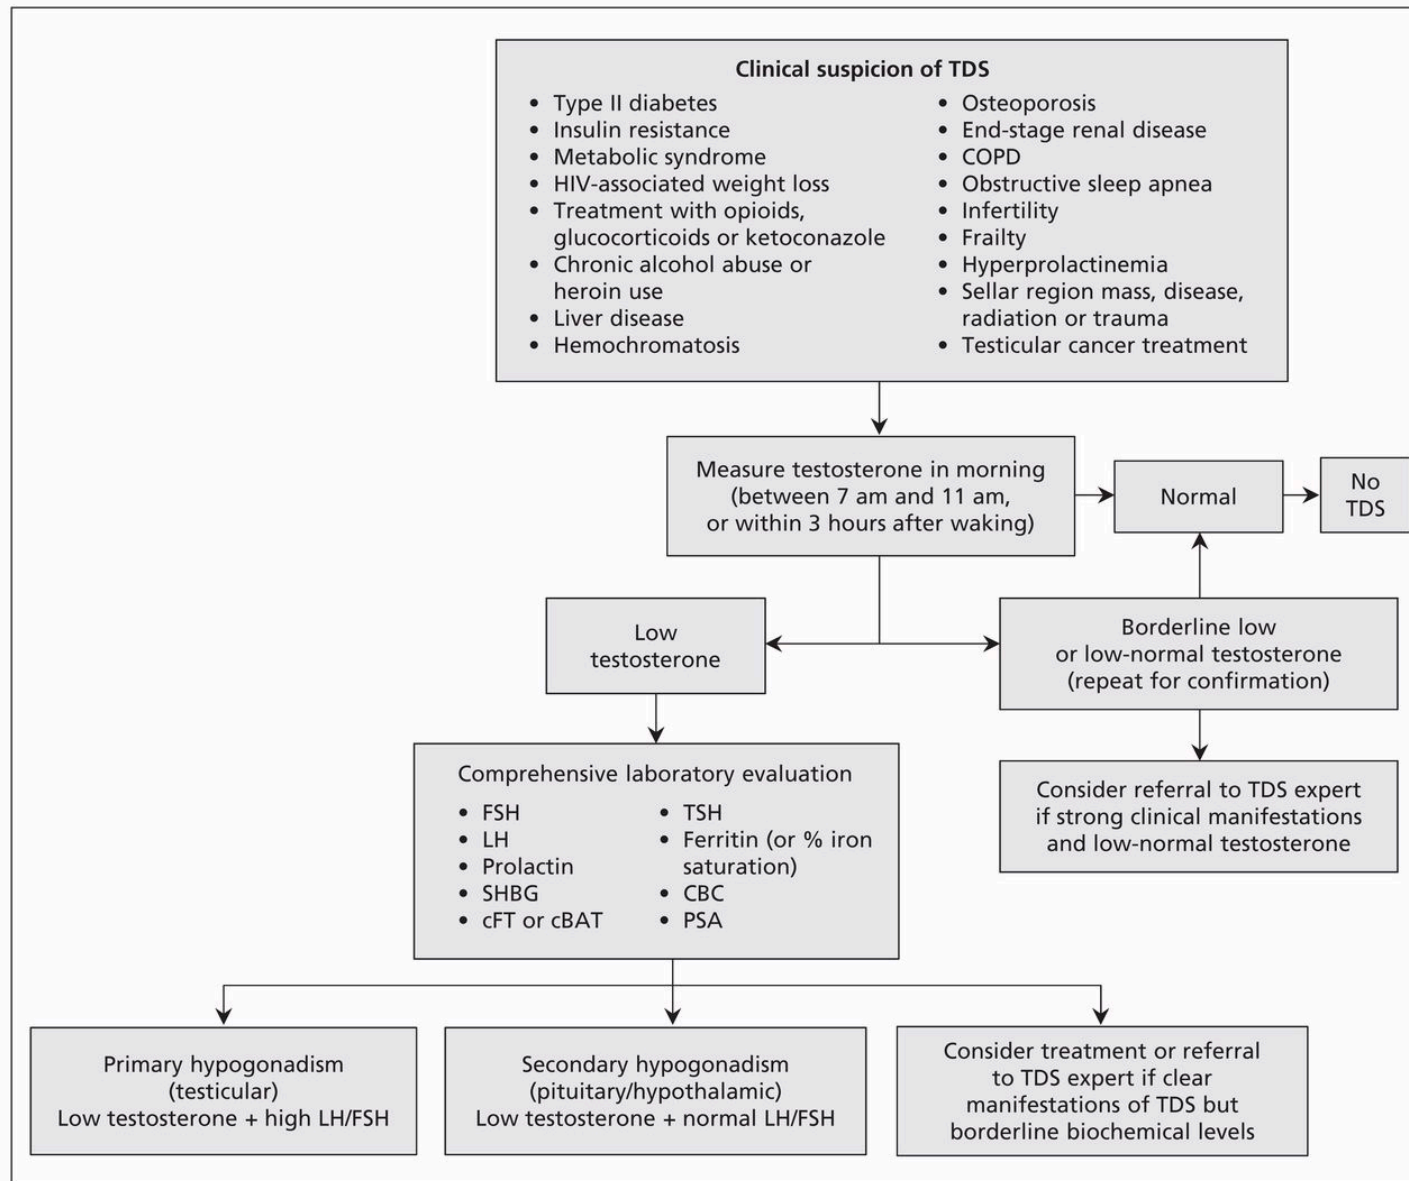 Clinical suspicion of TDS
• Type II diabetes
• Insulin resistance
• Metabolic syndrome
• HIV-associated weight loss
• Treatment with opioids,
glucocorticoids or ketoconazole
• Chronic alcohol abuse or
heroin use
• Liver disease
• Hemochromatosis
• Osteoporosis
• End-stage renal disease
• COPD
• Obstructive sleep apnea
• Infertility
• Frailty
• Hyperprolactinemia
• Sellar region mass, disease,
radiation or trauma
• Testicular cancer treatment
Measure testosterone in morning
(between 7 am and 11 am,
or within 3 hours after waking)
Normal
No
TDS
Low
testosterone
Borderline low
or low-normal testosterone
(repeat for confirmation)
Consider referral to TDS expert
if strong clinical manifestations
and low-normal testosterone
Comprehensive laboratory evaluation
• FSH
• LH
• Prolactin
• SHBG
• cFT or cBAT
• TSH
• Ferritin (or % iron
saturation)
• CBC
• PSA
Primary hypogonadism
(testicular)
Low testosterone + high LH/FSH
Secondary hypogonadism
(pituitary/hypothalamic)
Low testosterone + normal LH/FSH
Consider treatment or referral
to TDS expert if clear
manifestations of TDS but
borderline biochemical levels